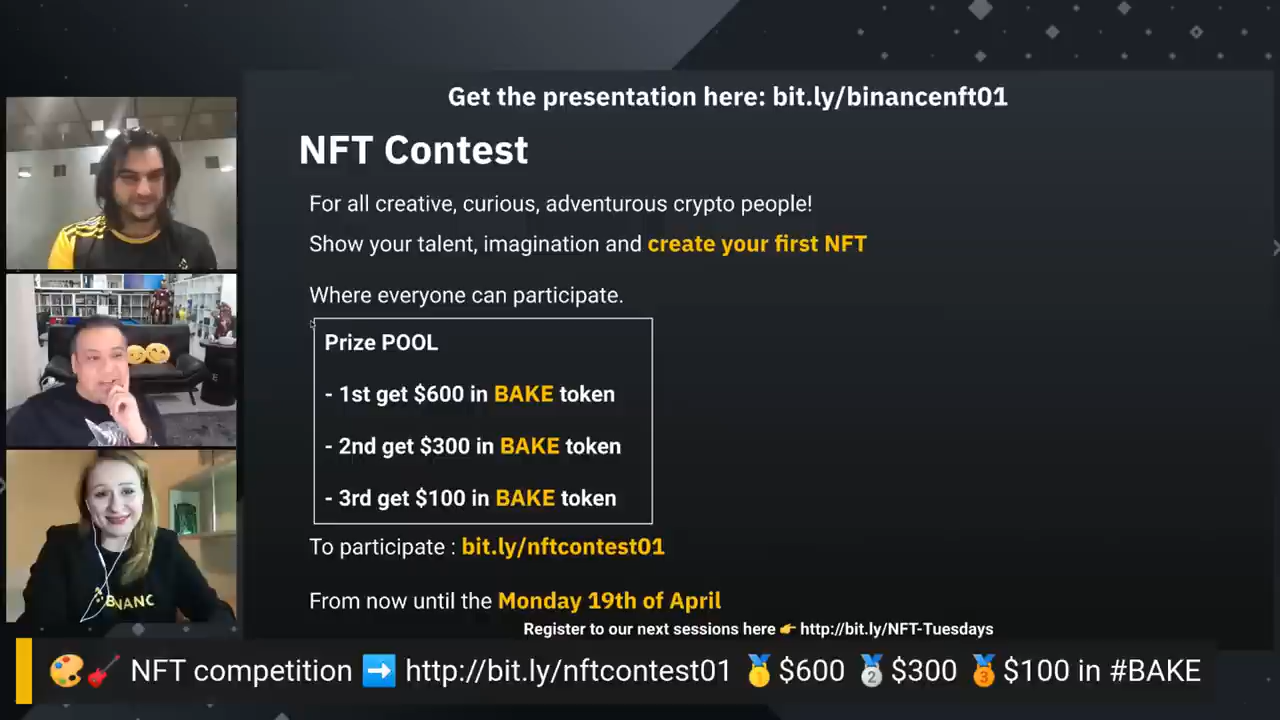 Get the presentation here: bit.ly/binancenft01
NFT Contest
For all creative, curious, adventurous crypto people!
Show your talent, imagination and create your first NFT
Where everyone can participate.
Prize POOL
- 1st get $600 in BAKE token
- 2nd get $300 in BAKE token
- 3rd get $100 in BAKE token
To participate : bit.ly/nftcontest01
From now until the Monday 19th of April
Register to our next sessions here 👉 http://bit.ly/NFT-Tuesdays
🎨🎸 NFT competition ➡️ http://bit.ly/nftcontest01 🥇$600 🥈$300 🥉$100 in #BAKE
BINANC